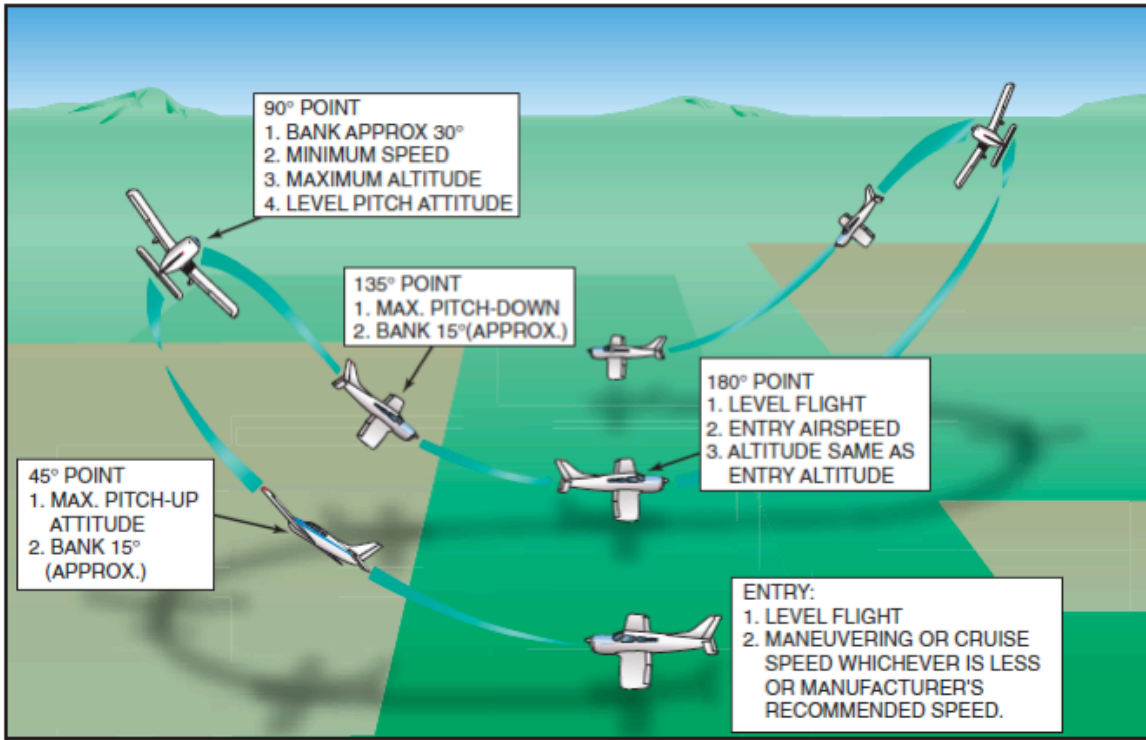 90° POINT
1. BANK APPROX 30°
2. MINIMUM SPEED
3. MAXIMUM ALTITUDE
4. LEVEL PITCH ATTITUDE
135° POINT
1. MAX. PITCH-DOWN
2. BANK 15°(APPROX.)
180° POINT
1. LEVEL FLIGHT
2. ENTRY AIRSPEED
3. ALTITUDE SAME AS
ENTRY ALTITUDE
45° POINT
1. MAX. PITCH-UP
ATTITUDE
2. BANK 15°
(APPROX.)
ENTRY:
1. LEVEL FLIGHT
2. MANEUVERING OR CRUISE
SPEED WHICHEVER IS LESS
OR MANUFACTURER'S
RECOMMENDED SPEED.